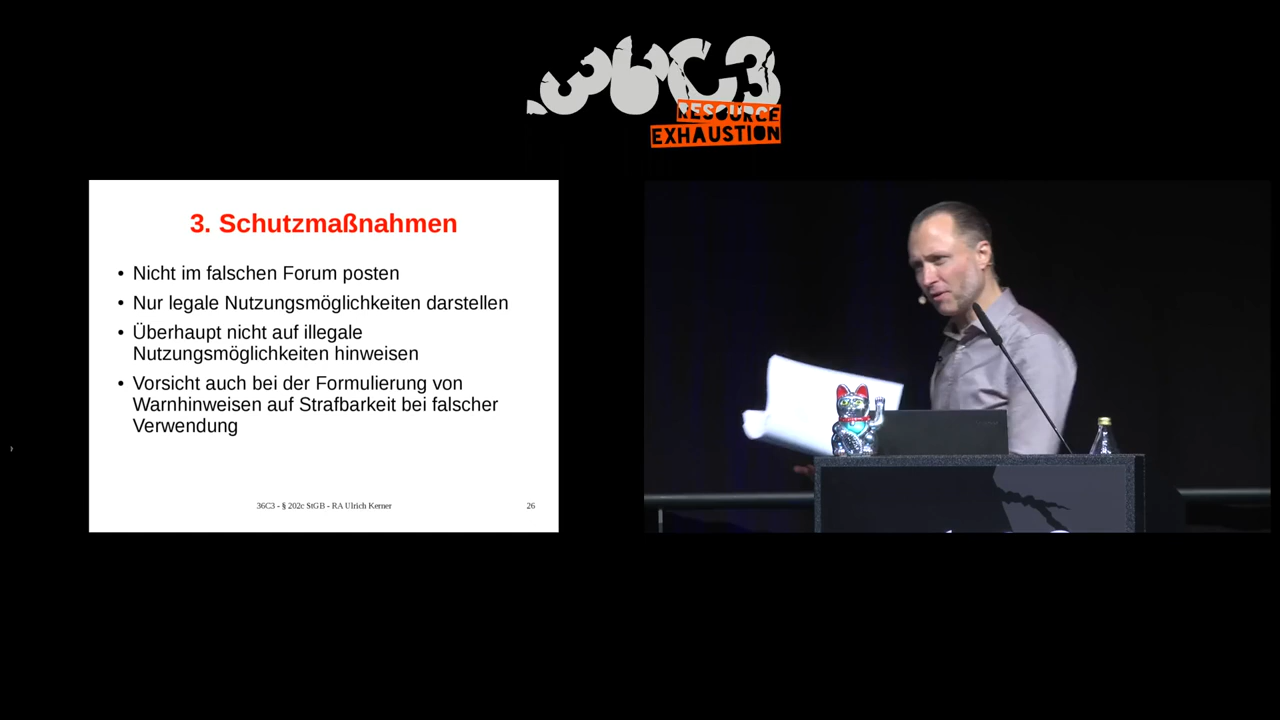 36C3
RESOURCE
EXHAUSTION
3. Schutzmaßnahmen
• Nicht im falschen Forum posten
• Nur legale Nutzungsmöglichkeiten darstellen
• Überhaupt nicht auf illegale
Nutzungsmöglichkeiten hinweisen
• Vorsicht auch bei der Formulierung von
Warnhinweisen auf Strafbarkeit bei falscher
Verwendung
36C3 - § 202c StGB - RA Ulrich Kerner
26